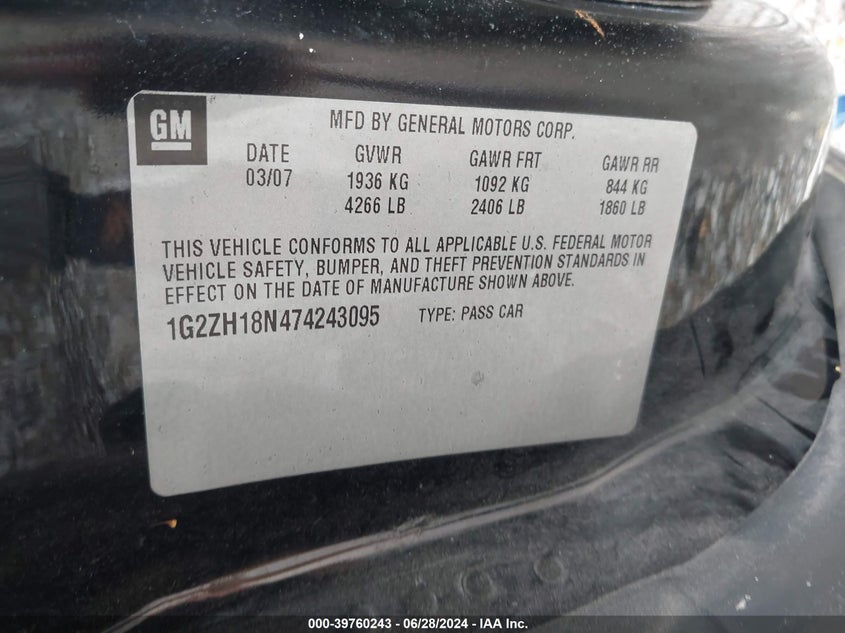 GM
MFD BY GENERAL MOTORS CORP.
DATE GVWR GAWR FRT GAWR RR
03/07 1936 KG 1092 KG 844 KG
4266 LB 2406 LB 1860 LB
THIS VEHICLE CONFORMS TO ALL APPLICABLE U.S. FEDERAL MOTOR
VEHICLE SAFETY, BUMPER, AND THEFT PREVENTION STANDARDS IN
EFFECT ON THE DATE OF MANUFACTURE SHOWN ABOVE.
1G2ZH18N474243095 TYPE: PASS CAR
000-39760243 / 06/28/2024 - IAA Inc.